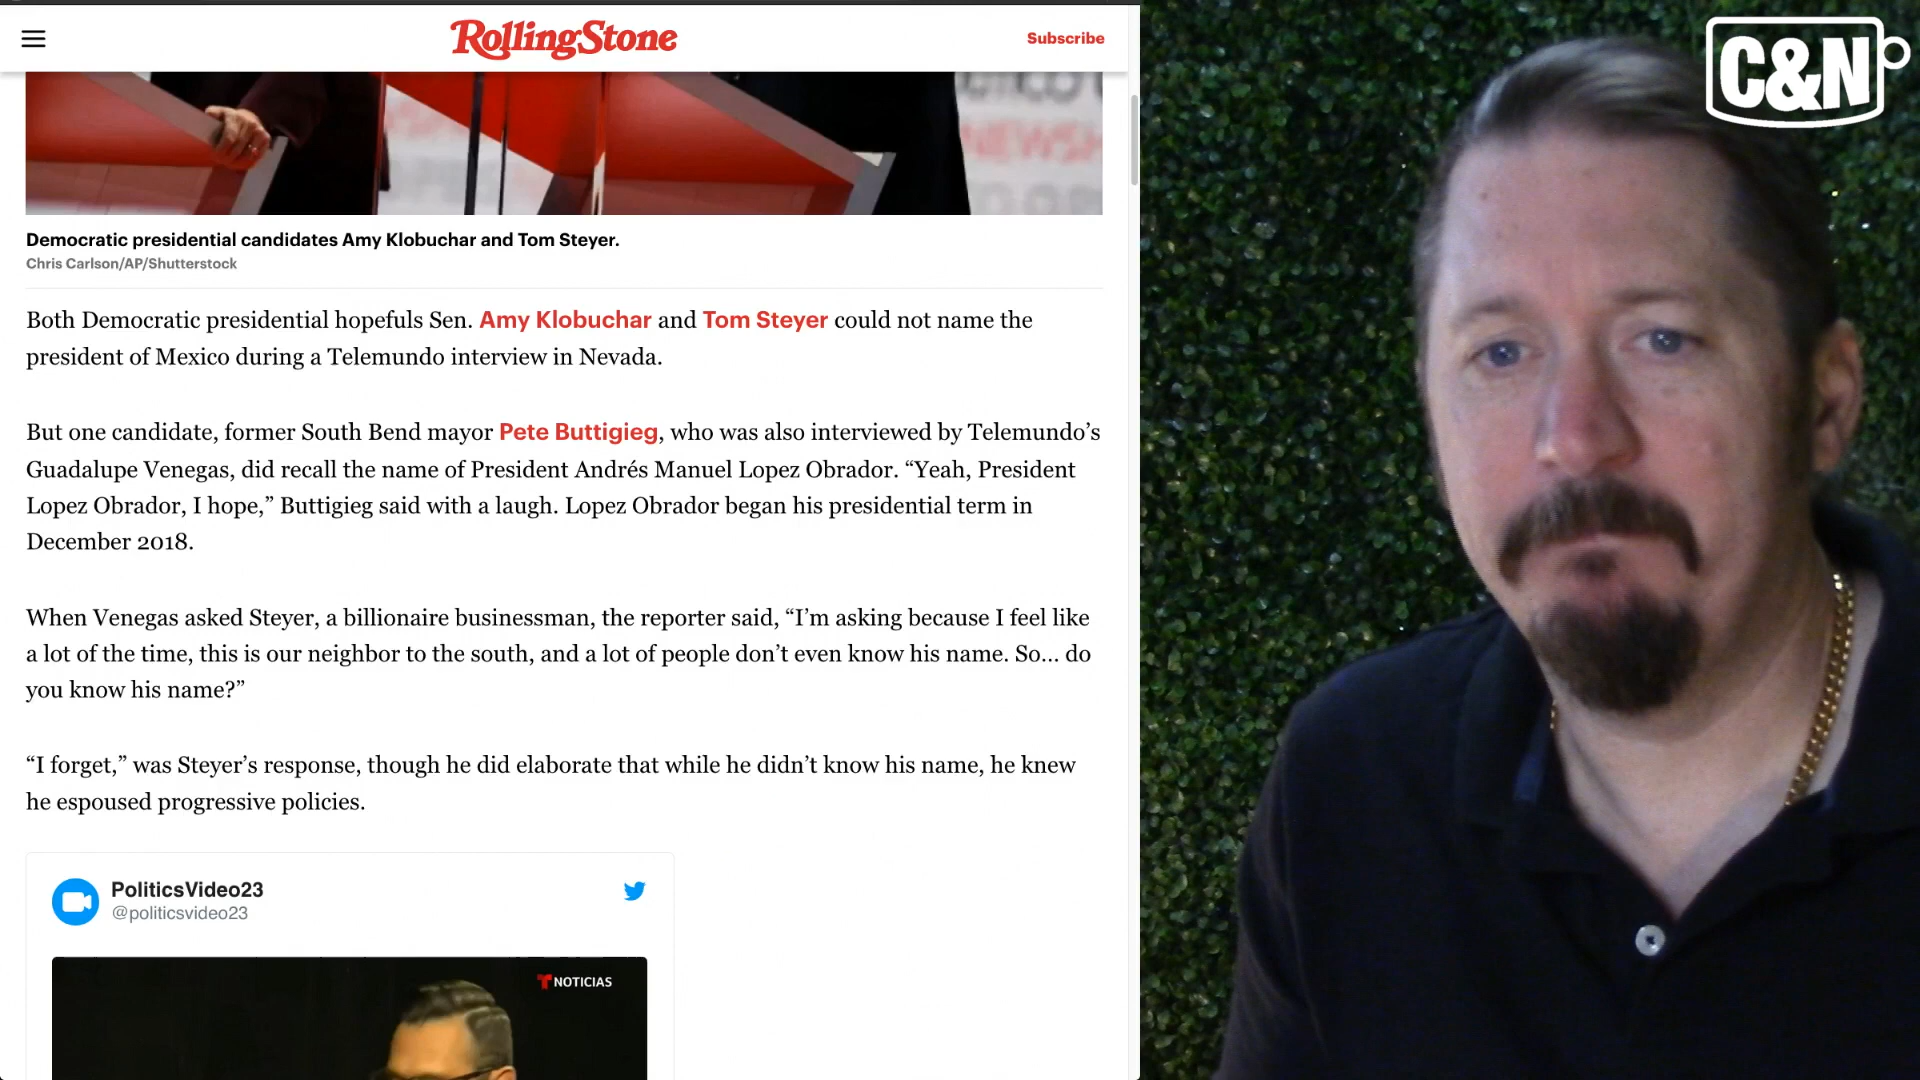 RollingStone
Subscribe
C&N
NEWSH
Democratic presidential candidates Amy Klobuchar and Tom Steyer.
Chris Carlson/AP/Shutterstock
Both Democratic presidential hopefuls Sen. Amy Klobuchar and Tom Steyer could not name the
president of Mexico during a Telemundo interview in Nevada.
But one candidate, former South Bend mayor Pete Buttigieg, who was also interviewed by Telemundo’s
Guadalupe Venegas, did recall the name of President Andrés Manuel Lopez Obrador. “Yeah, President
Lopez Obrador, I hope,” Buttigieg said with a laugh. Lopez Obrador began his presidential term in
December 2018.
When Venegas asked Steyer, a billionaire businessman, the reporter said, “I’m asking because I feel like
a lot of the time, this is our neighbor to the south, and a lot of people don’t even know his name. So... do
you know his name?”
“I forget,” was Steyer’s response, though he did elaborate that while he didn’t know his name, he knew
he espoused progressive policies.
PoliticsVideo23
@politicsvideo23
NOTICIAS